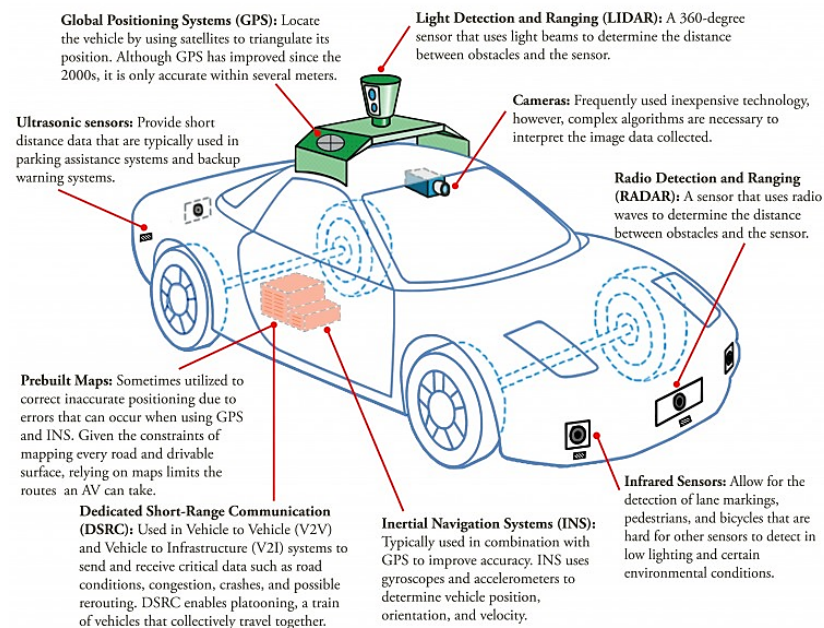 Global Positioning Systems (GPS): Locate
the vehicle by using satellites to triangulate its
position. Although GPS has improved since the
2000s, it is only accurate within several meters.
Light Detection and Ranging (LIDAR): A 360-degree
sensor that uses light beams to determine the distance
between obstacles and the sensor.
Cameras: Frequently used inexpensive technology,
however, complex algorithms are necessary to
interpret the image data collected.
Ultrasonic sensors: Provide short
distance data that are typically used in
parking assistance systems and backup
warning systems.
Radio Detection and Ranging
(RADAR): A sensor that uses radio
waves to determine the distance
between obstacles and the sensor.
Prebuilt Maps: Sometimes utilized to
correct inaccurate positioning due to
errors that can occur when using GPS
and INS. Given the constraints of
mapping every road and drivable
surface, relying on maps limits the
routes an AV can take.
Dedicated Short-Range Communication
(DSRC): Used in Vehicle to Vehicle (V2V)
and Vehicle to Infrastructure (V2I) systems to
send and receive critical data such as road
conditions, congestion, crashes, and possible
rerouting. DSRC enables platooning, a train
of vehicles that collectively travel together.
Inertial Navigation Systems (INS):
Typically used in combination with
GPS to improve accuracy. INS uses
gyroscopes and accelerometers to
determine vehicle position,
orientation, and velocity.
Infrared Sensors: Allow for the
detection of lane markings,
pedestrians, and bicycles that are
hard for other sensors to detect in
low lighting and certain
environmental conditions.